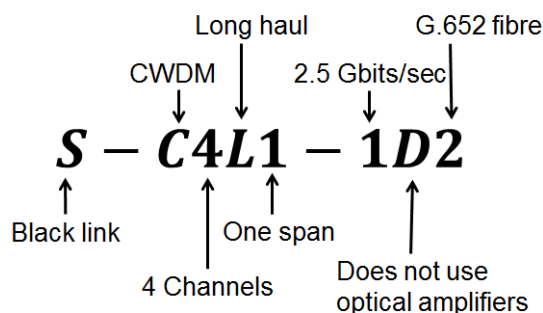 Long haul
G.652 fibre
CWDM
2.5 Gbits/sec
S – C4L1 – 1D2
Black link
One span
4 Channels
Does not use
optical amplifiers